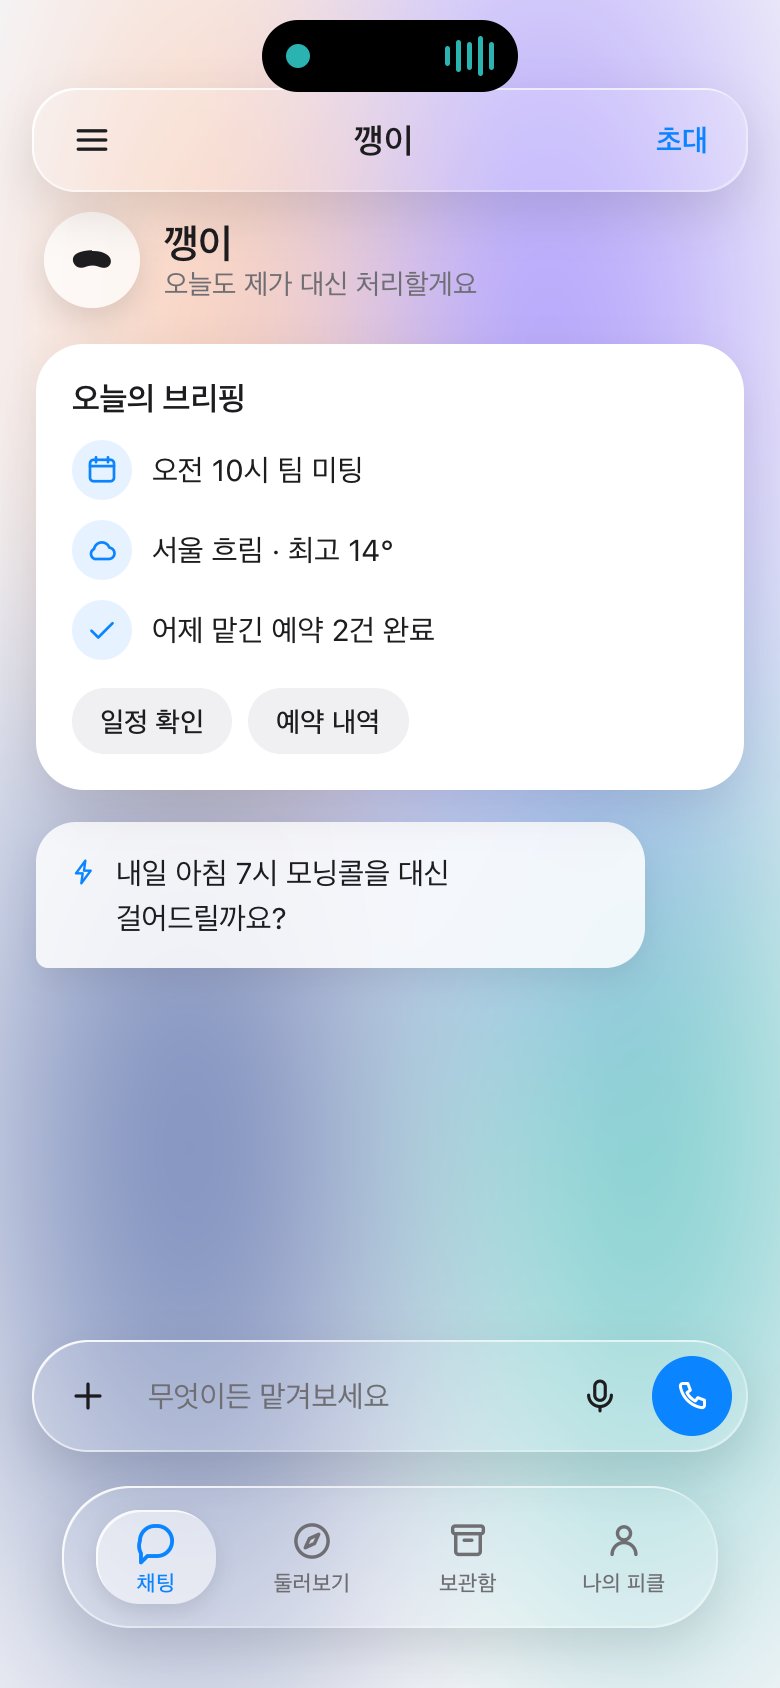 깽이
초대
깽이
오늘도 제가 대신 처리할게요
오늘의 브리핑
오전 10시 팀 미팅
서울 흐림 · 최고 14°
어제 맡긴 예약 2건 완료
일정 확인
예약 내역
내일 아침 7시 모닝콜을 대신
걸어드릴까요?
무엇이든 맡겨보세요
채팅
둘러보기
보관함
나의 피클